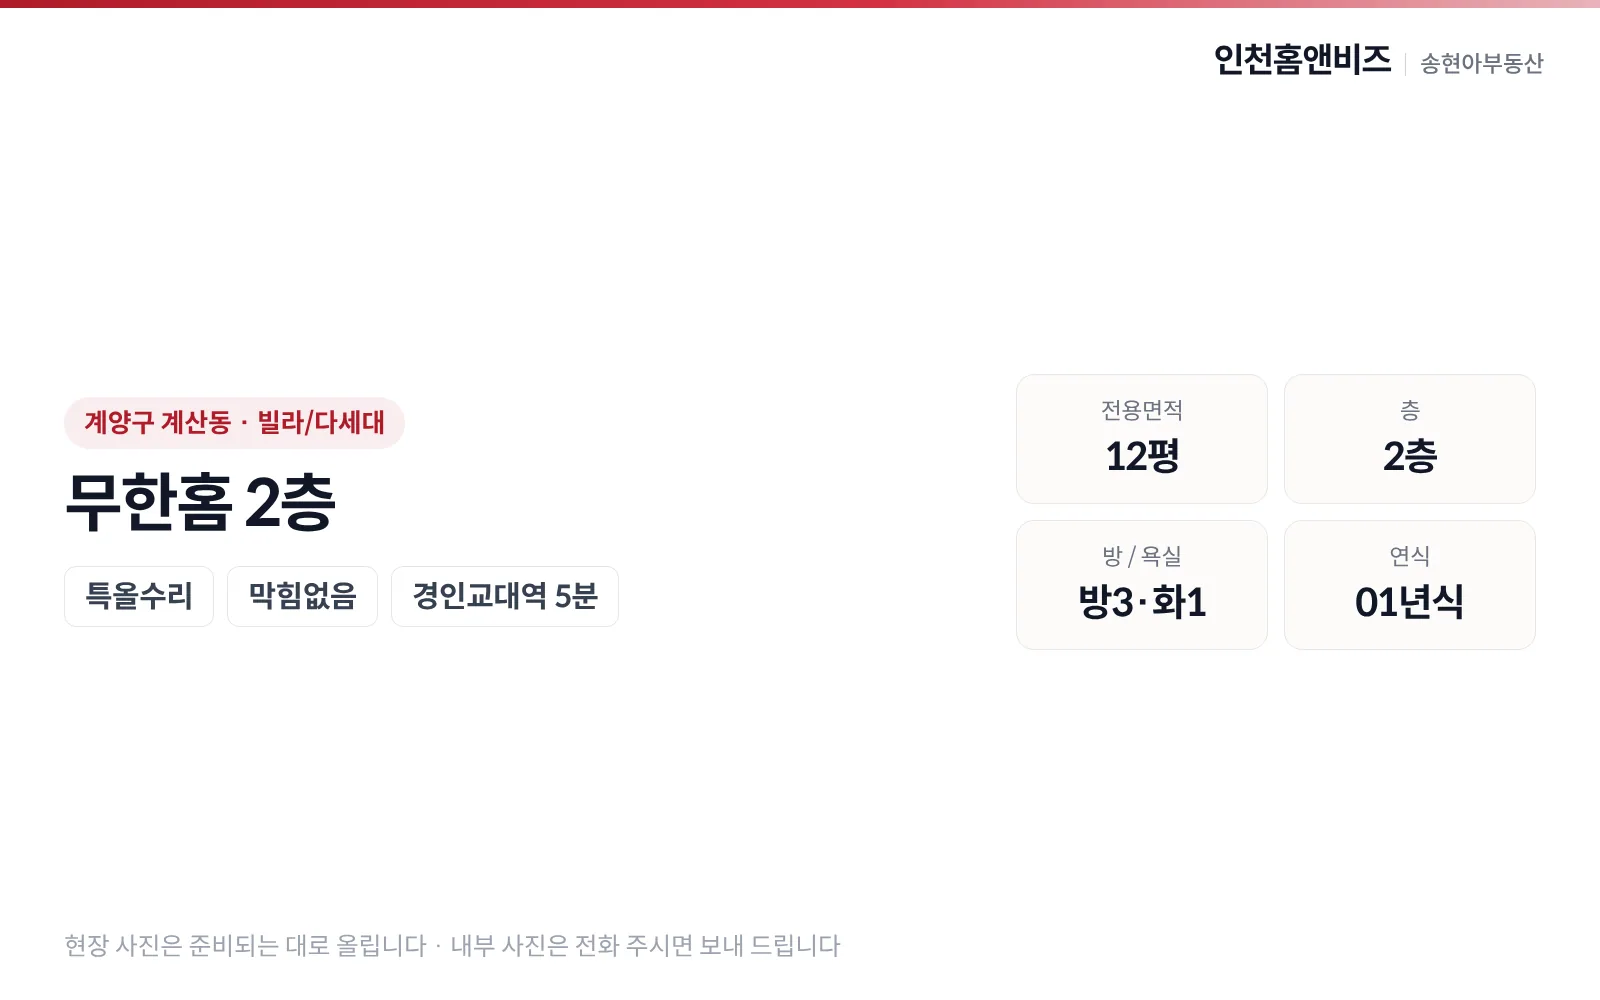 인천홈앤비즈 송현아부동산
계양구 계산동 · 빌라/다세대
무한홈 2층
특올수리 막힘없음 경인교대역 5분
전용면적
12평
층
2층
방 / 욕실
방3·화1
연식
01년식
현장 사진은 준비되는 대로 올립니다 · 내부 사진은 전화 주시면 보내 드립니다